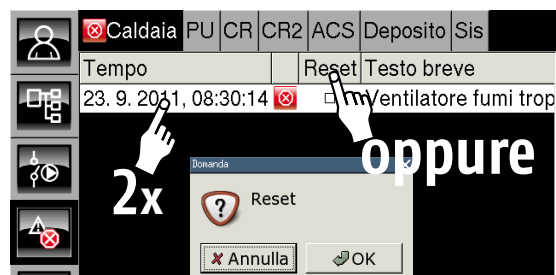 Caldaia PU CR CR2 ACS Deposito Sis
Tempo Reset Testo breve
23. 9. 2011, 08:30:14 Ventilatore fumi trop
2x oppure
Domanda
Reset
Annulla OK